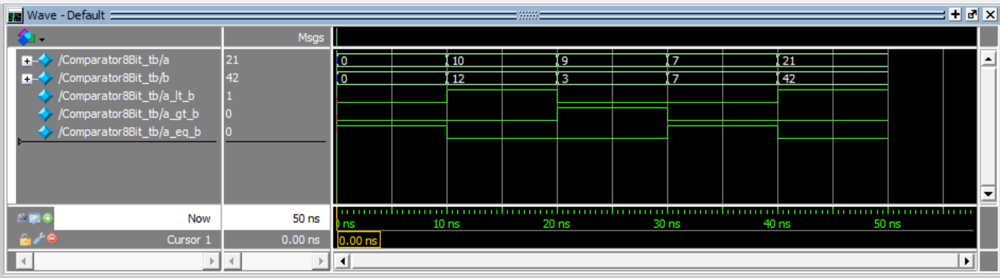 Wave - Default
Msgs
/Comparator8Bit_tb/a 21 0 10 9 7 21
/Comparator8Bit_tb/b 42 0 12 3 7 42
/Comparator8Bit_tb/a_lt_b 1
/Comparator8Bit_tb/a_gt_b 0
/Comparator8Bit_tb/a_eq_b 0
Now 50 ns ns 10 ns 20 ns 30 ns 40 ns 50 ns
Cursor 1 0.00 ns 0.00 ns